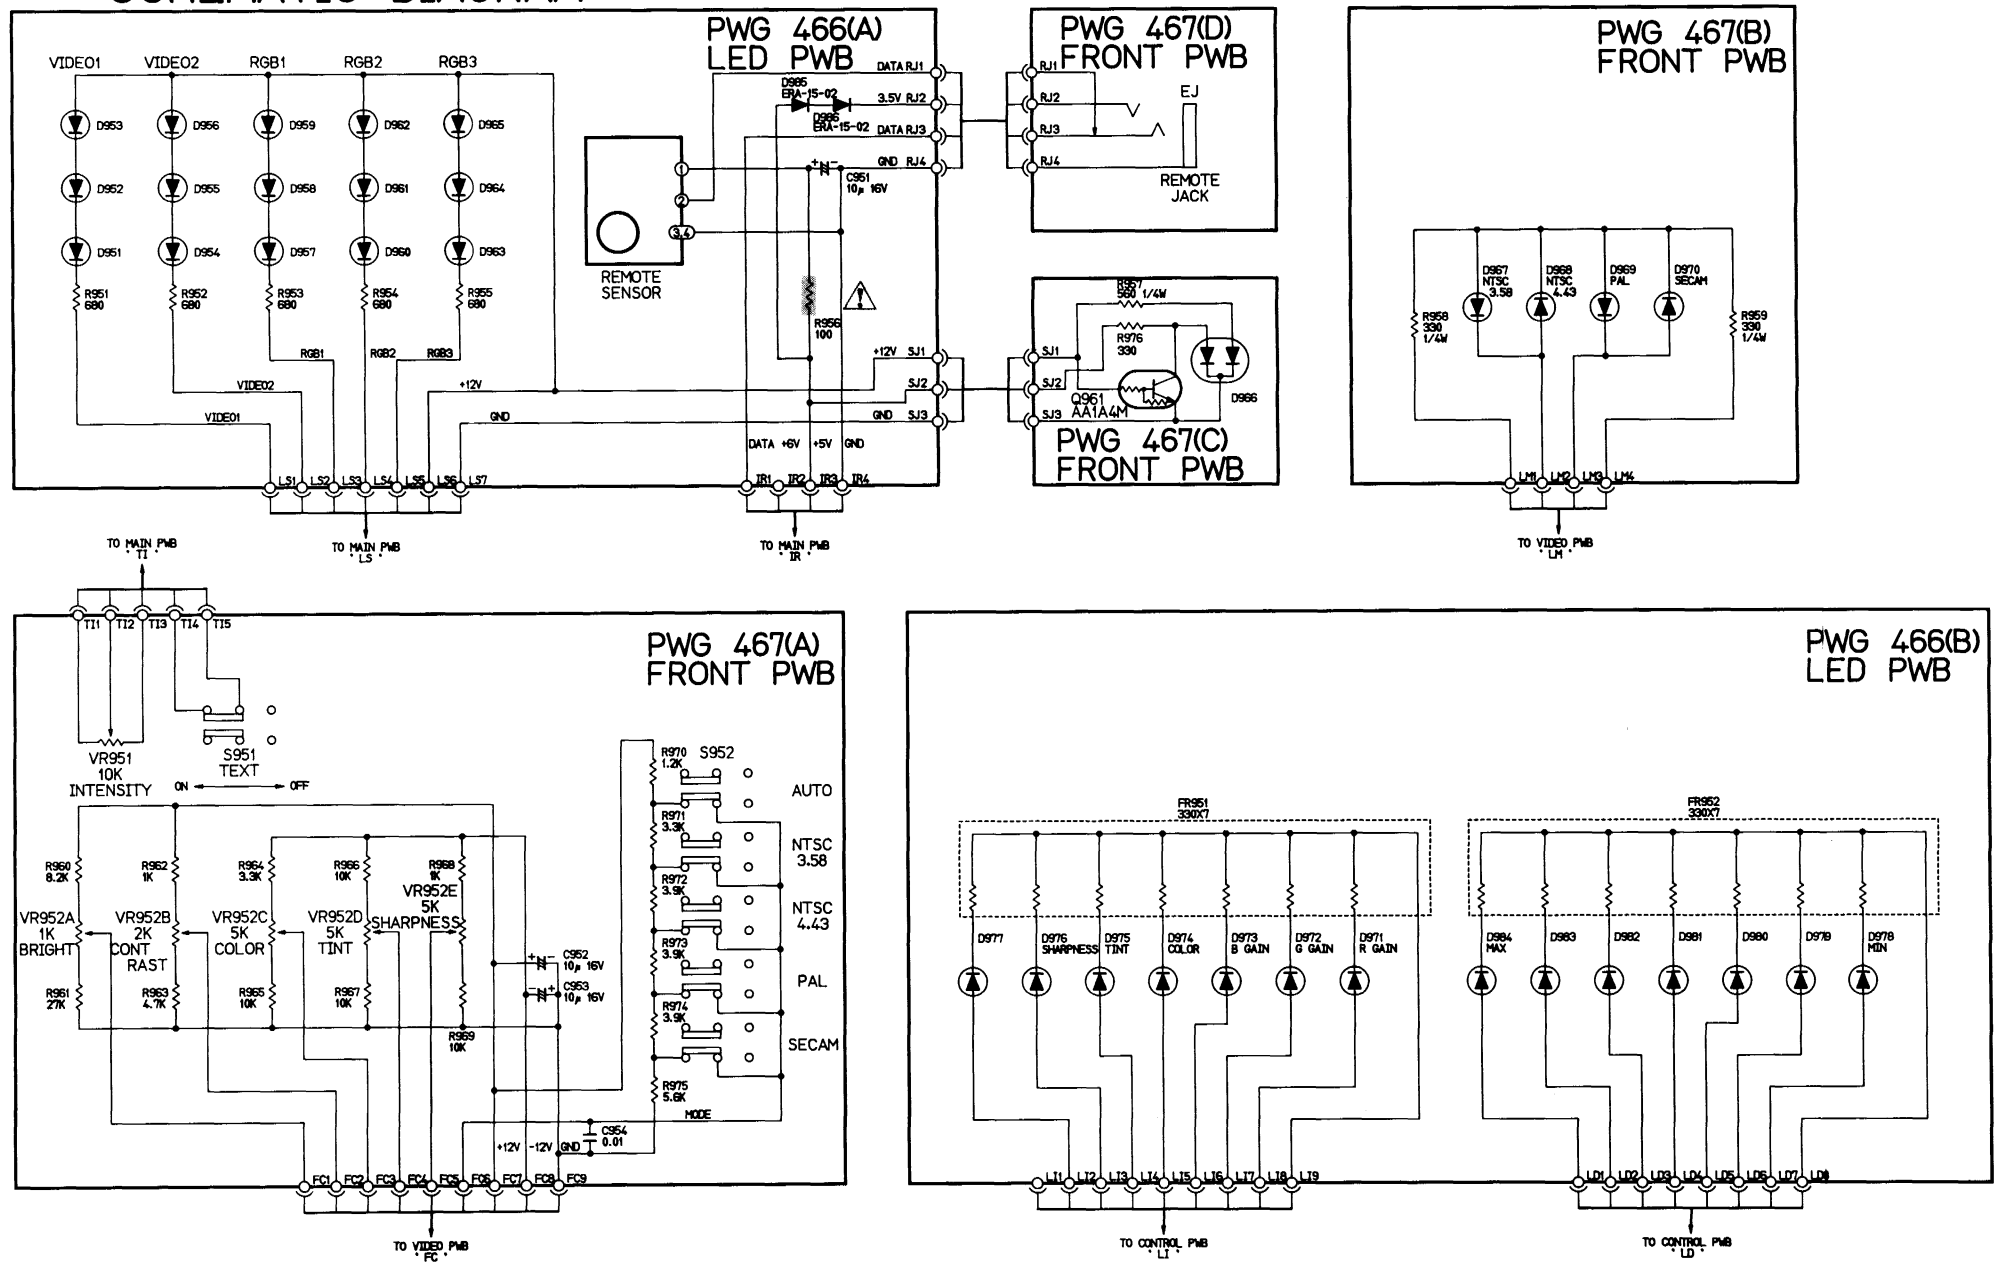 SCHEMATIC DIAGRAM
PWG 466(A)
LED PWB
VIDEO1 VIDEO2 RGB1 RGB2 RGB3
D953 D956 D959 D962 D965
D952 D955 D958 D961 D964
D951 D954 D957 D960 D963
R951
680
R952
680
R953
680
R954
680
R955
680
RGB1 RGB2 RGB3
VIDEO2
+12V
VIDEO1
GND
REMOTE
SENSOR
1
2
3,4
D985
ERA-15-02
D986
ERA-15-02
DATA RJ1
3.5V RJ2
DATA RJ3
GND RJ4
+ -
C951
10μ 16V
R956
100
!
+12V SJ1
SJ2
GND SJ3
DATA +6V +5V GND
LS1 LS2 LS3 LS4 LS5 LS6 LS7
TO MAIN PWB
' LS '
IR1 IR2 IR3 IR4
TO MAIN PWB
' IR '
PWG 467(D)
FRONT PWB
RJ1
RJ2
RJ3
RJ4
EJ
REMOTE
JACK
R957
560 1/4W
R976
330
SJ1
SJ2
SJ3
Q961
AA1A4M
D966
PWG 467(C)
FRONT PWB
PWG 467(B)
FRONT PWB
D967
NTSC
3.58
D968
NTSC
4.43
D969
PAL
D970
SECAM
R958
330
1/4W
R959
330
1/4W
LM1 LM2 LM3 LM4
TO VIDEO PWB
' LM '
TO MAIN PWB
' TI '
TI1 TI2 TI3 TI4 TI5
PWG 467(A)
FRONT PWB
VR951
10K
INTENSITY
S951
TEXT
ON OFF
R960
8.2K
R962
1K
R964
3.3K
R966
10K
R968
1K
VR952A
1K
BRIGHT
VR952B
2K
CONT
RAST
VR952C
5K
COLOR
VR952D
5K
TINT
VR952E
5K
SHARPNESS
R961
27K
R963
4.7K
R965
10K
R967
10K
R969
10K
+ -
C952
10μ 16V
- +
C953
10μ 16V
R970
1.2K
R971
3.3K
R972
3.9K
R973
3.9K
R974
3.9K
R975
5.6K
S952
AUTO
NTSC
3.58
NTSC
4.43
PAL
SECAM
MODE
C954
0.01
+12V -12V GND
FC1 FC2 FC3 FC4 FC5 FC6 FC7 FC8 FC9
TO VIDEO PWB
' FC '
PWG 466(B)
LED PWB
FR951
330X7
D977
D976
SHARPNESS
D975
TINT
D974
COLOR
D973
B GAIN
D972
G GAIN
D971
R GAIN
LI1 LI2 LI3 LI4 LI5 LI6 LI7 LI8 LI9
TO CONTROL PWB
' LI '
FR952
330X7
D984
MAX
D983
D982
D981
D980
D979
D978
MIN
LD1 LD2 LD3 LD4 LD5 LD6 LD7 LD8
TO CONTROL PWB
' LD '